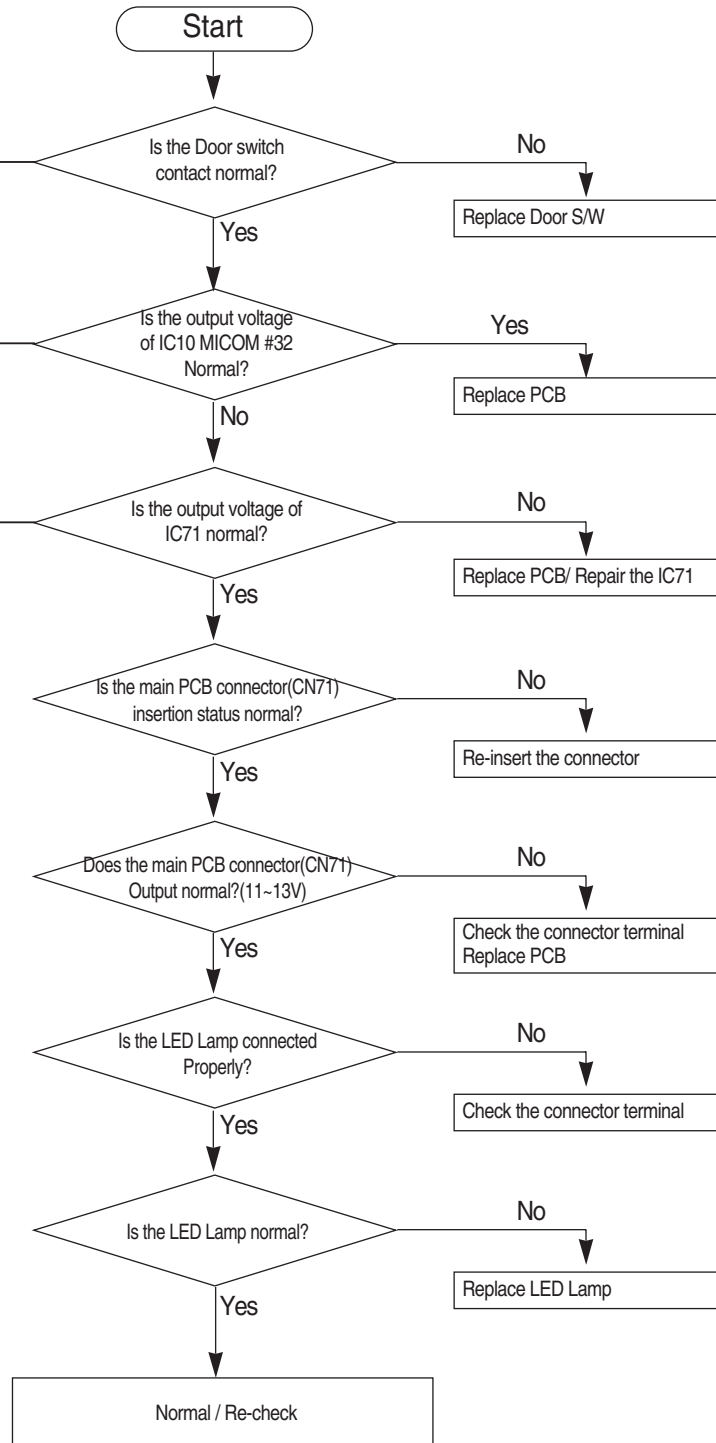 Start
Is the Door switch
contact normal?
No
Replace Door S/W
Yes
Is the output voltage
of IC10 MICOM #32
Normal?
Yes
Replace PCB
No
Is the output voltage of
IC71 normal?
No
Replace PCB/ Repair the IC71
Yes
Is the main PCB connector(CN71)
insertion status normal?
No
Re-insert the connector
Yes
Does the main PCB connector(CN71)
Output normal?(11~13V)
No
Check the connector terminal
Replace PCB
Yes
Is the LED Lamp connected
Properly?
No
Check the connector terminal
Yes
Is the LED Lamp normal?
No
Replace LED Lamp
Yes
Normal / Re-check